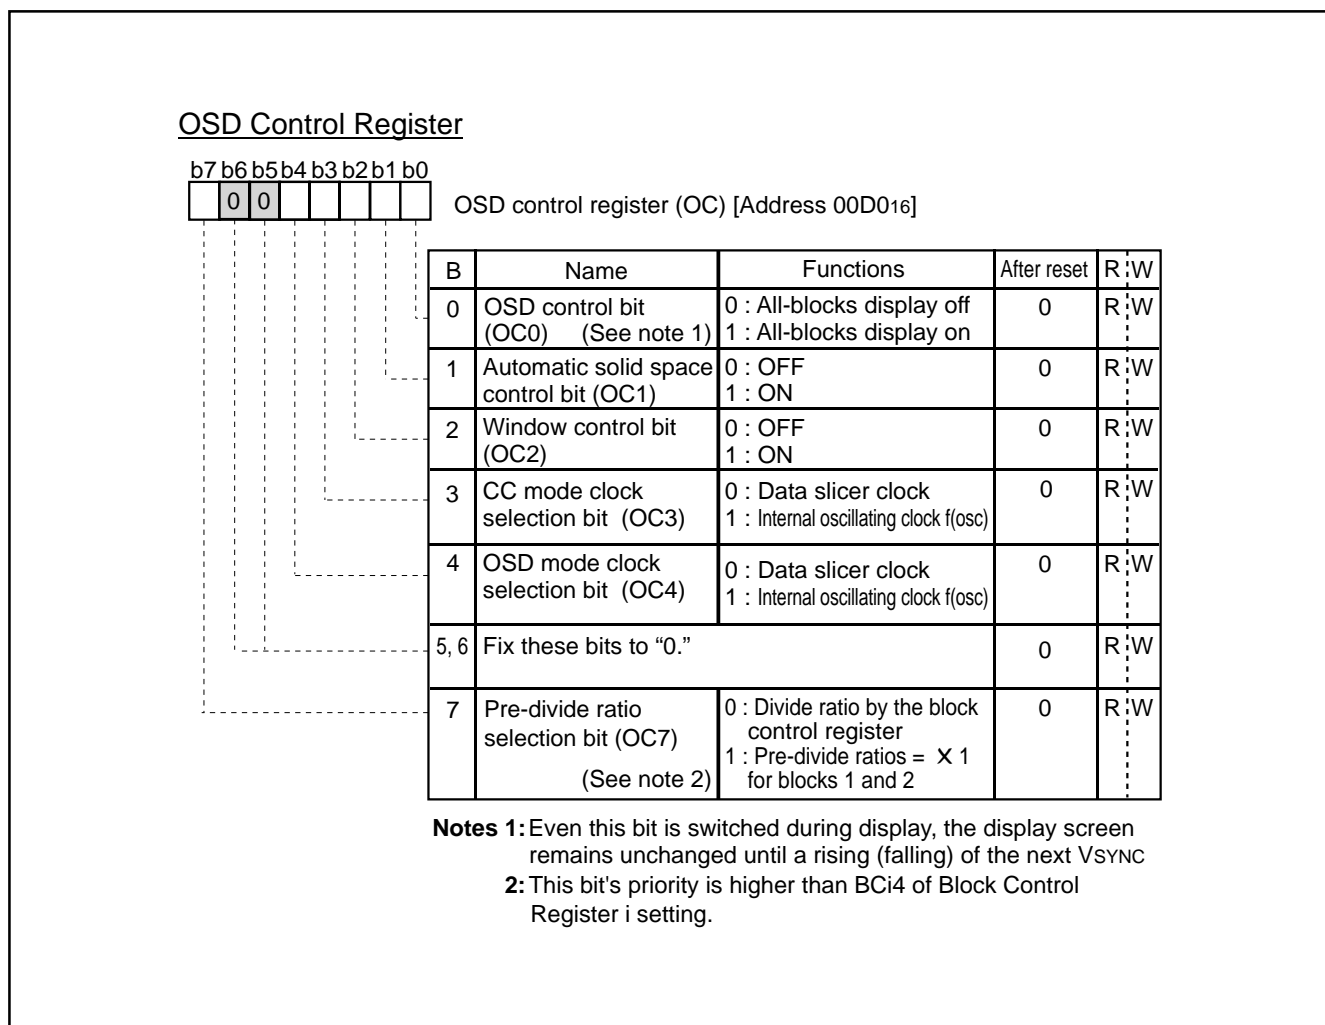 OSD Control Register
b7 b6 b5 b4 b3 b2 b1 b0
0 0
OSD control register (OC) [Address 00D016]
B Name Functions After reset R W
0 OSD control bit (OC0) (See note 1) 0 : All-blocks display off 1 : All-blocks display on 0 R W
1 Automatic solid space control bit (OC1) 0 : OFF 1 : ON 0 R W
2 Window control bit (OC2) 0 : OFF 1 : ON 0 R W
3 CC mode clock selection bit (OC3) 0 : Data slicer clock 1 : Internal oscillating clock f(osc) 0 R W
4 OSD mode clock selection bit (OC4) 0 : Data slicer clock 1 : Internal oscillating clock f(osc) 0 R W
5, 6 Fix these bits to “0.” 0 R W
7 Pre-divide ratio selection bit (OC7) (See note 2) 0 : Divide ratio by the block control register 1 : Pre-divide ratios = X 1 for blocks 1 and 2 0 R W
Notes 1: Even this bit is switched during display, the display screen
remains unchanged until a rising (falling) of the next VSYNC
2: This bit's priority is higher than BCi4 of Block Control
Register i setting.